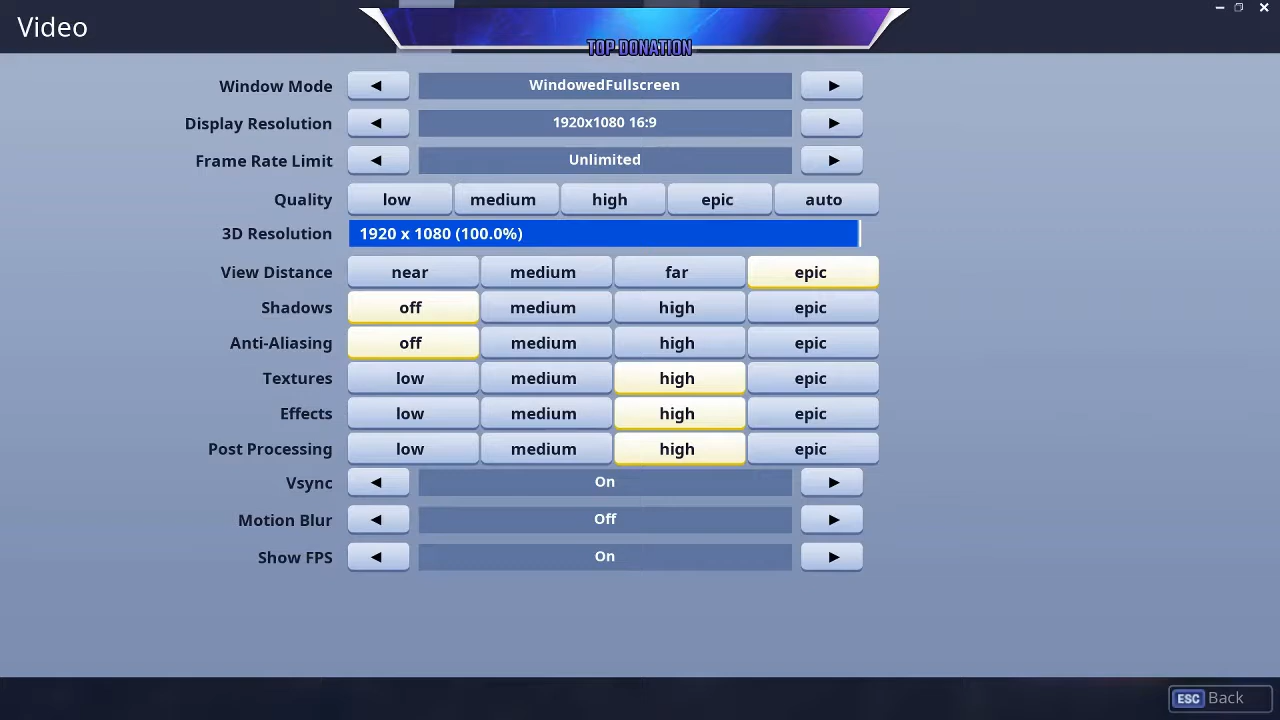 Video
TOP DONATION
Window Mode ◄ WindowedFullscreen ►
Display Resolution ◄ 1920x1080 16:9 ►
Frame Rate Limit ◄ Unlimited ►
Quality low medium high epic auto
3D Resolution 1920 x 1080 (100.0%)
View Distance near medium far epic
Shadows off medium high epic
Anti-Aliasing off medium high epic
Textures low medium high epic
Effects low medium high epic
Post Processing low medium high epic
Vsync ◄ On ►
Motion Blur ◄ Off ►
Show FPS ◄ On ►
ESC Back